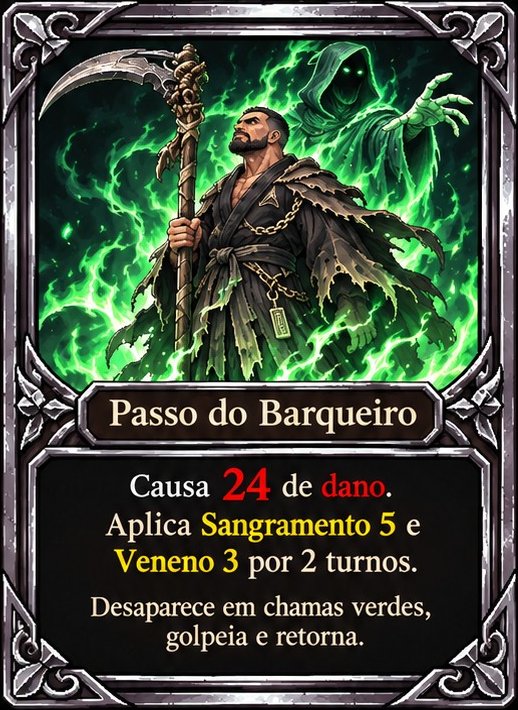 Passo do Barqueiro
Causa 24 de dano.
Aplica Sangramento 5 e
Veneno 3 por 2 turnos.
Desaparece em chamas verdes,
golpeia e retorna.